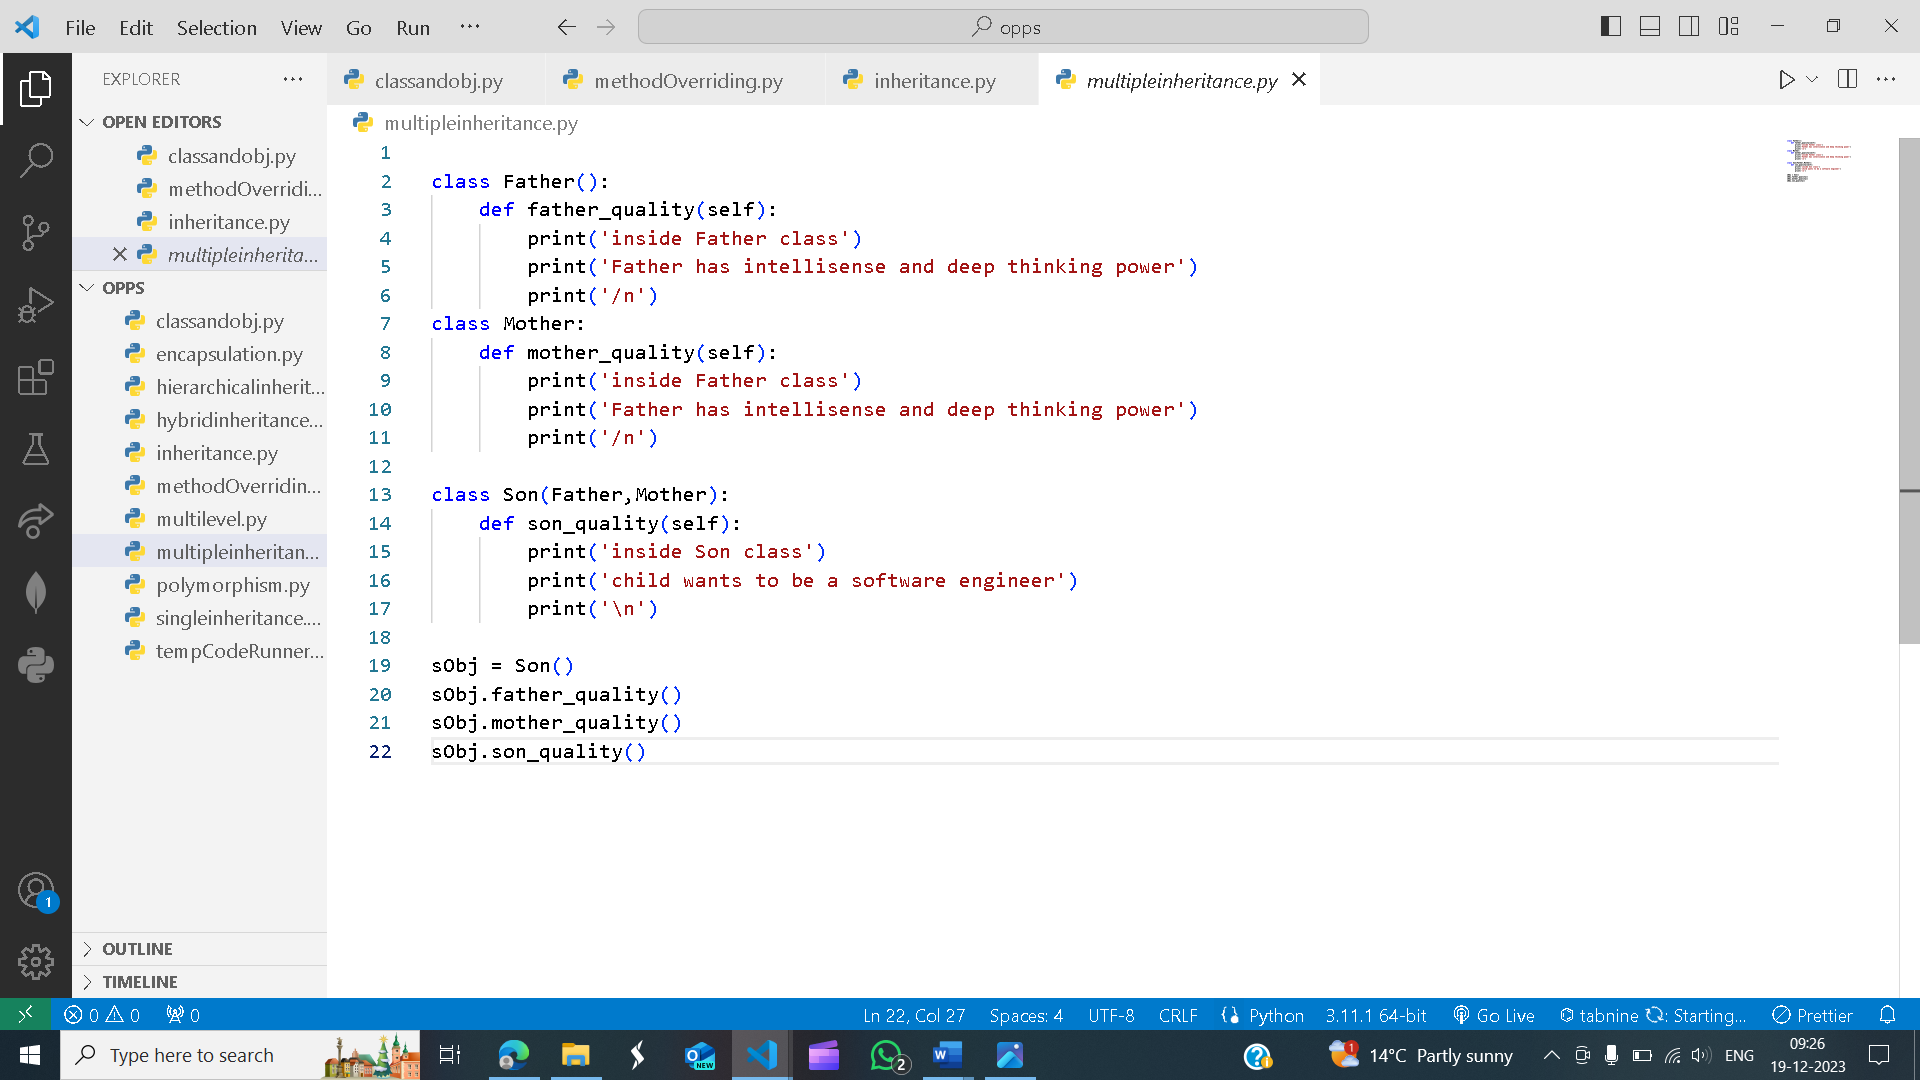 File Edit Selection View Go Run ···
opps
EXPLORER ···
OPEN EDITORS
classandobj.py
methodOverridi...
inheritance.py
multipleinherita...
OPPS
classandobj.py
encapsulation.py
hierarchicalinherit...
hybridinheritance...
inheritance.py
methodOverridin...
multilevel.py
multipleinheritan...
polymorphism.py
singleinheritance....
tempCodeRunner...
1
OUTLINE
TIMELINE
classandobj.py methodOverriding.py inheritance.py multipleinheritance.py
multipleinheritance.py
1
2 class Father():
3 def father_quality(self):
4 print('inside Father class')
5 print('Father has intellisense and deep thinking power')
6 print('/n')
7 class Mother:
8 def mother_quality(self):
9 print('inside Father class')
10 print('Father has intellisense and deep thinking power')
11 print('/n')
12
13 class Son(Father,Mother):
14 def son_quality(self):
15 print('inside Son class')
16 print('child wants to be a software engineer')
17 print('\n')
18
19 sObj = Son()
20 sObj.father_quality()
21 sObj.mother_quality()
22 sObj.son_quality()
0 0 0 Ln 22, Col 27 Spaces: 4 UTF-8 CRLF Python 3.11.1 64-bit Go Live tabnine : Starting... Prettier
Type here to search NEW 2 W 1 14°C Partly sunny ENG 09:26
19-12-2023